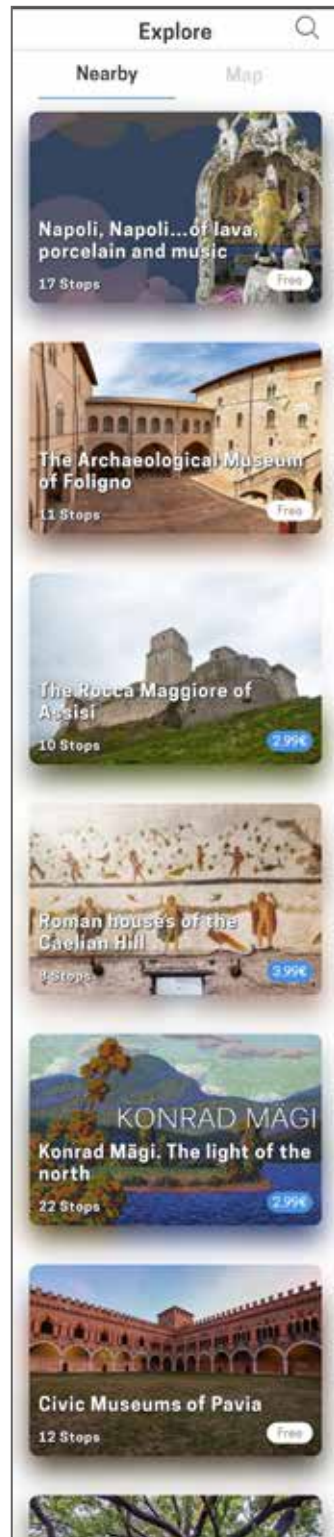 Explore
Nearby
Map
Napoli, Napoli...of lava,
porcelain and music
17 Stops
Free
The Archaeological Museum
of Foligno
11 Stops
Free
The Rocca Maggiore of
Assisi
10 Stops
2.99€
Roman houses of the
Caelian Hill
Stops
3.99€
KONRAD MÄGI
Konrad Mägi. The light of the
north
22 Stops
2.99€
Civic Museums of Pavia
12 Stops
Free